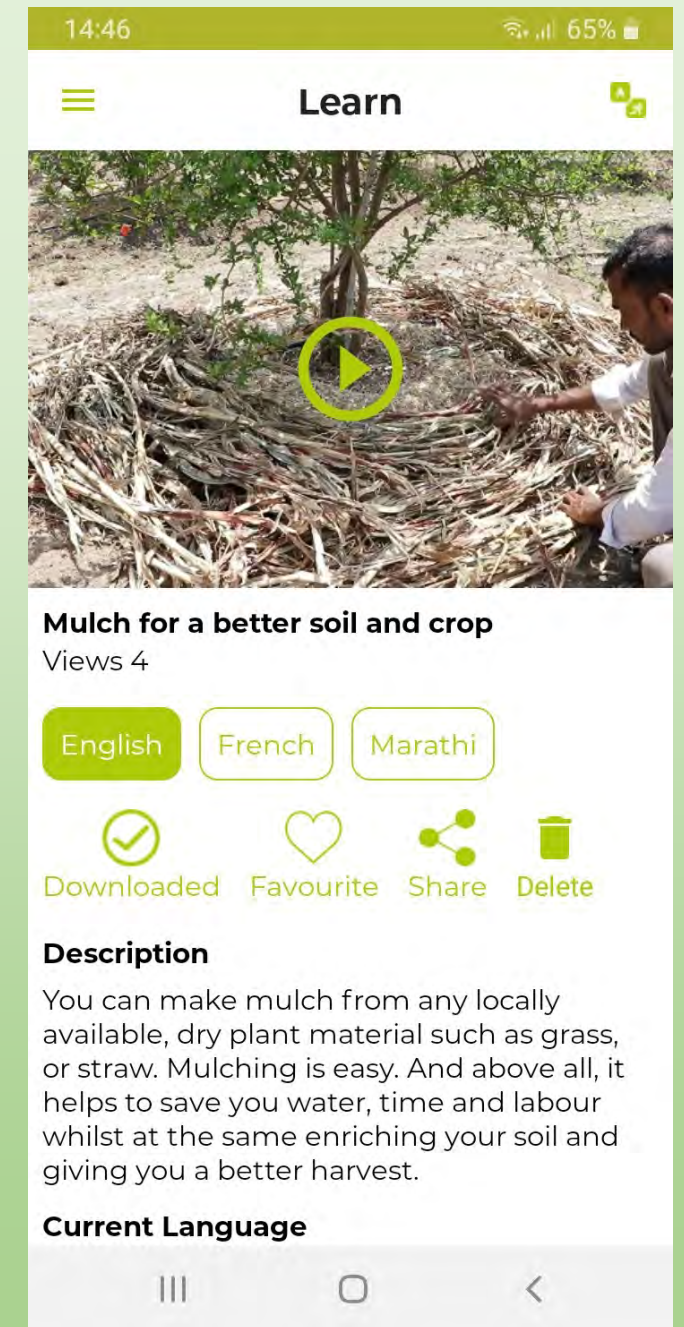 14:46 65%
Learn
Mulch for a better soil and crop
Views 4
English French Marathi
Downloaded Favourite Share Delete
Description
You can make mulch from any locally
available, dry plant material such as grass,
or straw. Mulching is easy. And above all, it
helps to save you water, time and labour
whilst at the same enriching your soil and
giving you a better harvest.
Current Language